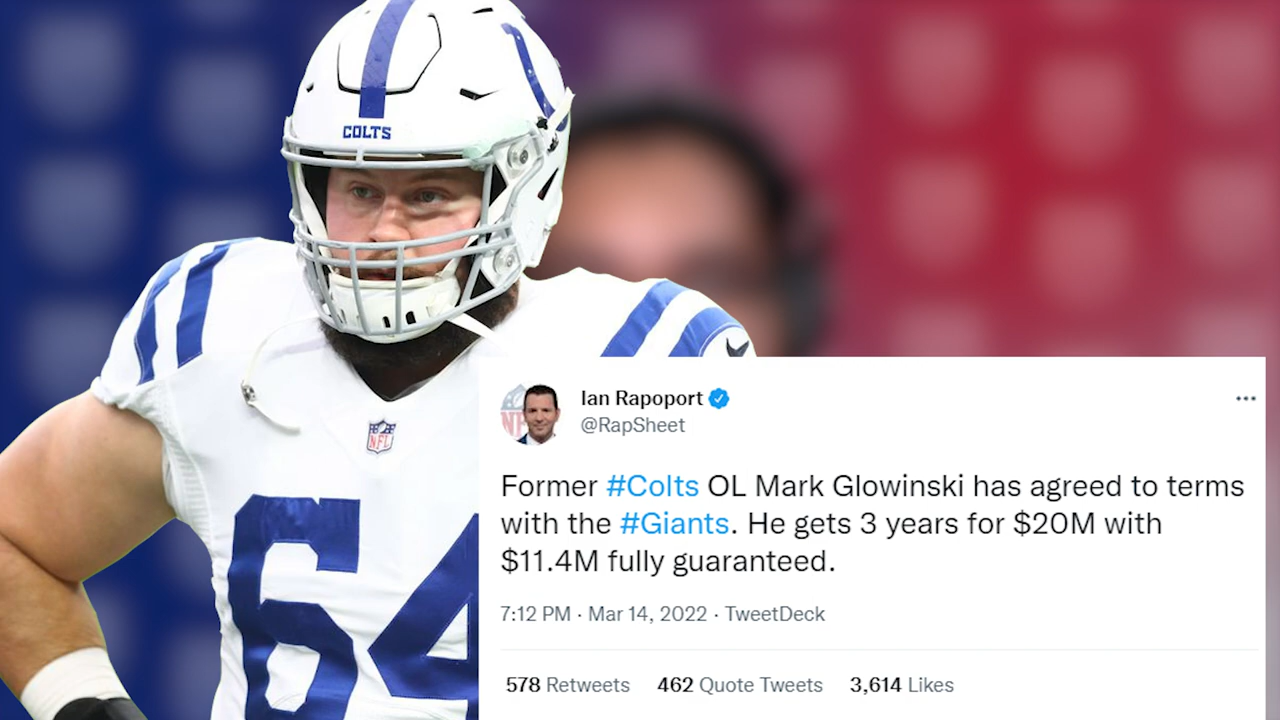 COLTS
NFL
64
Ian Rapoport
@RapSheet
Former #Colts OL Mark Glowinski has agreed to terms
with the #Giants. He gets 3 years for $20M with
$11.4M fully guaranteed.
7:12 PM · Mar 14, 2022 · TweetDeck
578 Retweets 462 Quote Tweets 3,614 Likes